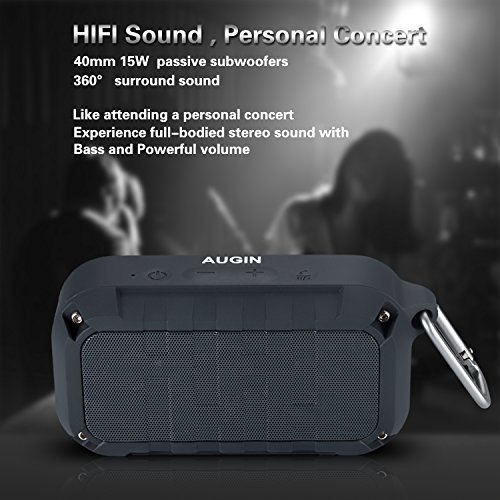 HIFI Sound , Personal Concert
40mm 15W passive subwoofers
360° surround sound
Like attending a personal concert
Experience full-bodied stereo sound with
Bass and Powerful volume
AUGIN